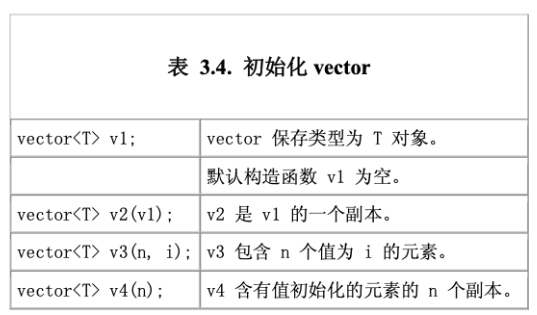 表 3.4. 初始化 vector
vector<T> v1;
vector 保存类型为 T 对象。
默认构造函数 v1 为空。
vector<T> v2(v1);
v2 是 v1 的一个副本。
vector<T> v3(n, i);
v3 包含 n 个值为 i 的元素。
vector<T> v4(n);
v4 含有值初始化的元素的 n 个副本。